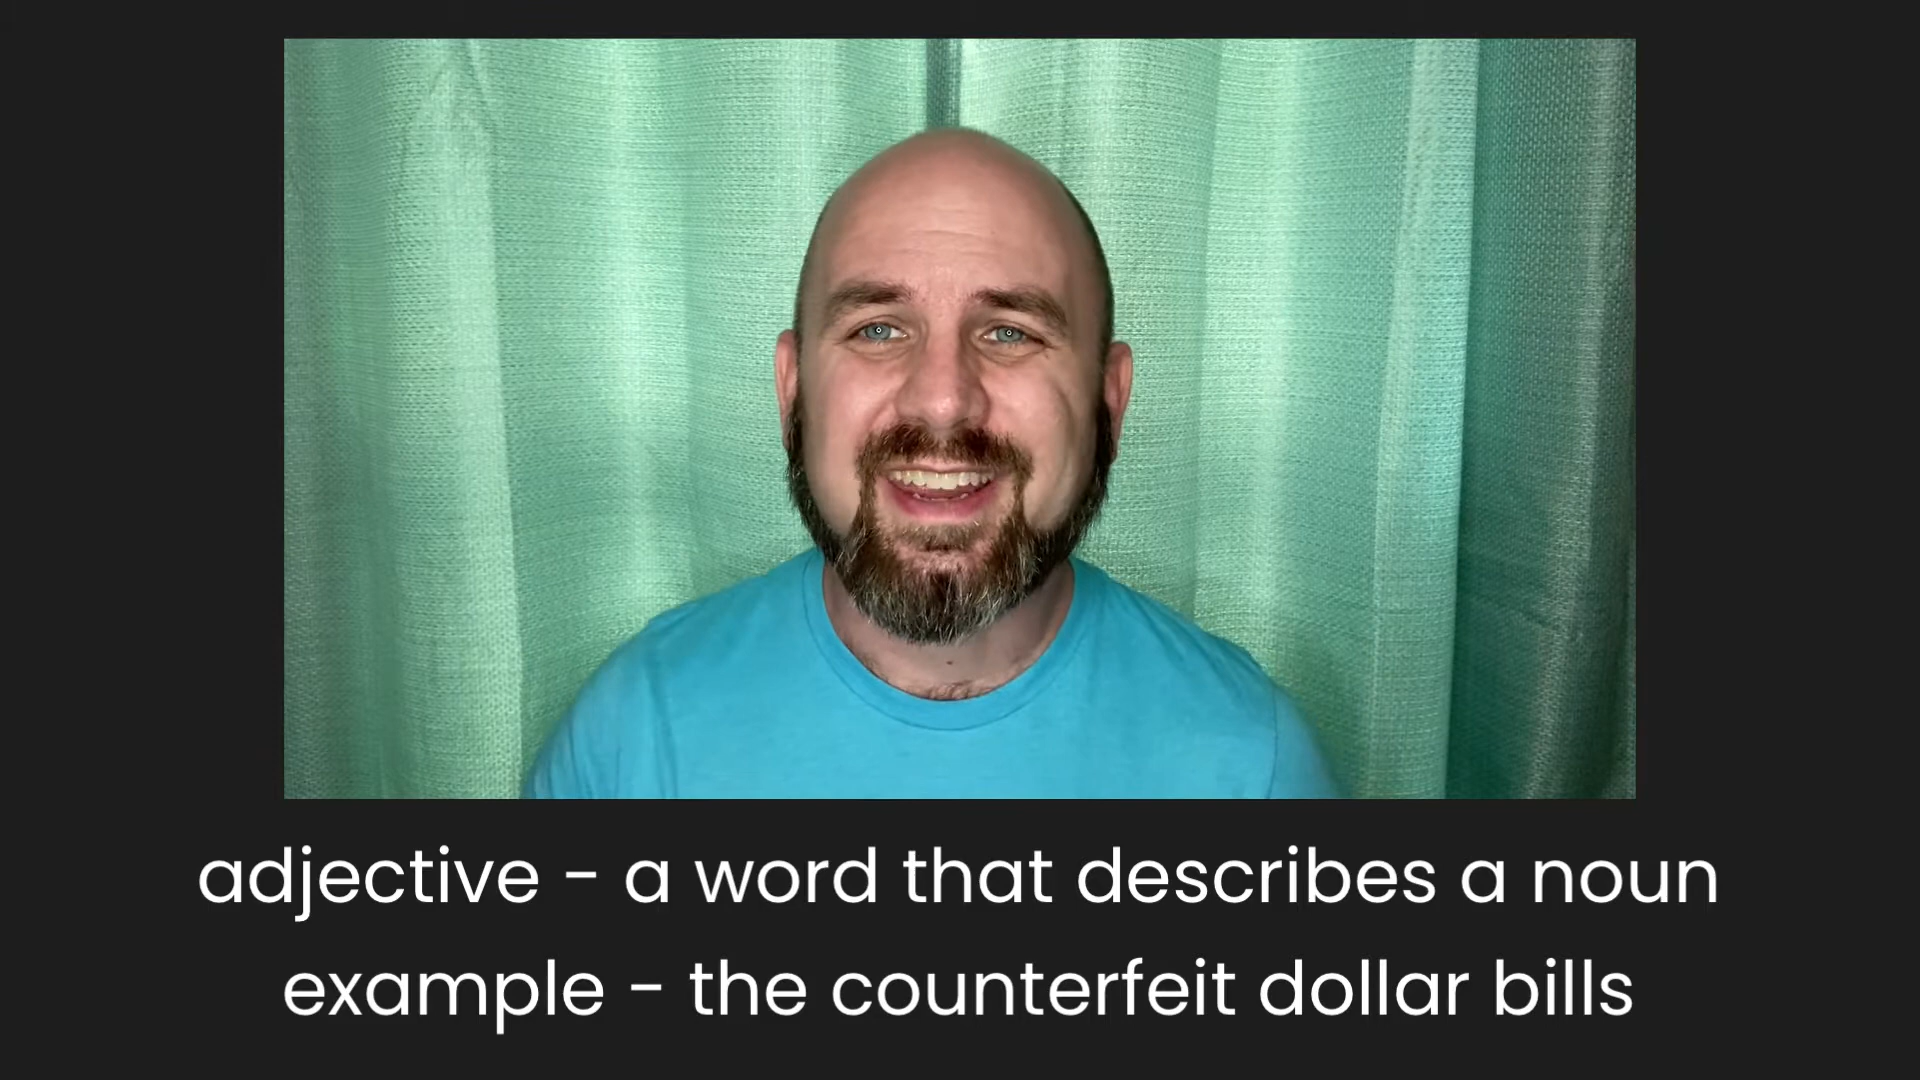 adjective - a word that describes a noun
example - the counterfeit dollar bills